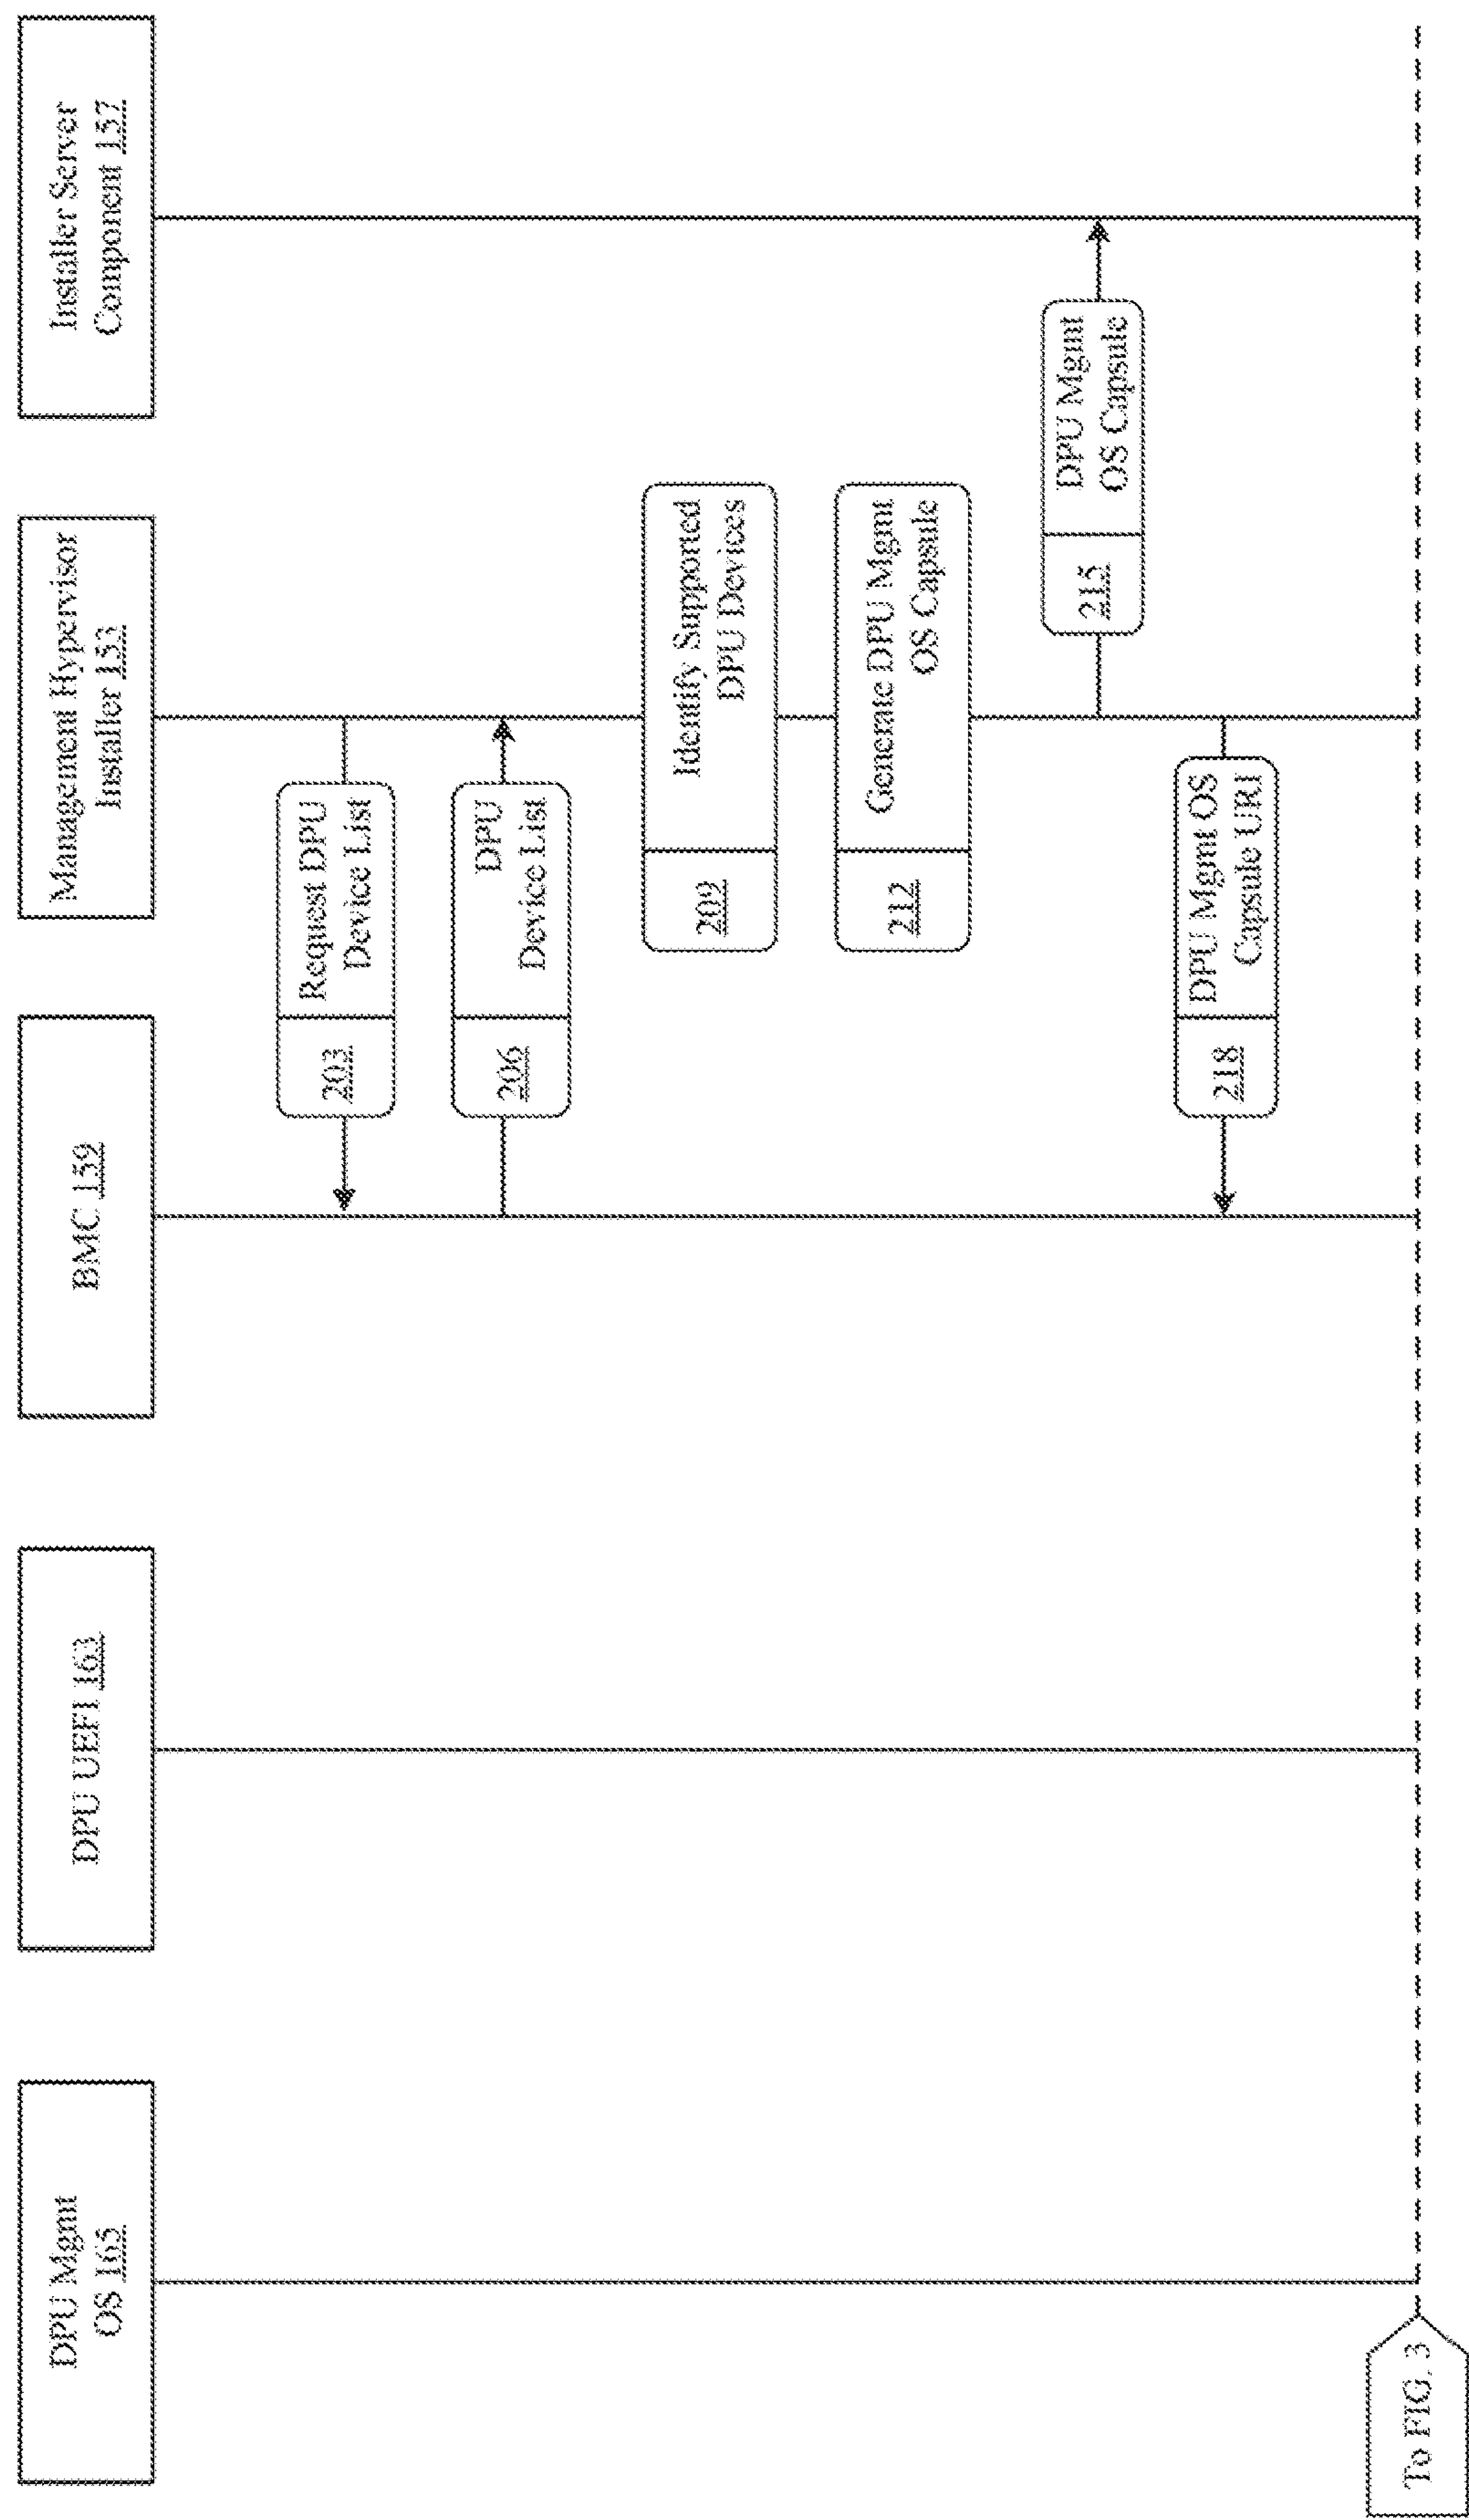 DPU Mgmt
OS 165
DPU UEFI 163
BMC 159
Management Hypervisor
Installer 153
Installer Server
Component 157
203
Request DPU
Device List
206
DPU
Device List
209
Identify Supported
DPU Devices
212
Generate DPU Mgmt
OS Capsule
215
DPU Mgmt
OS Capsule
218
DPU Mgmt OS
Capsule URI
To FIG. 3